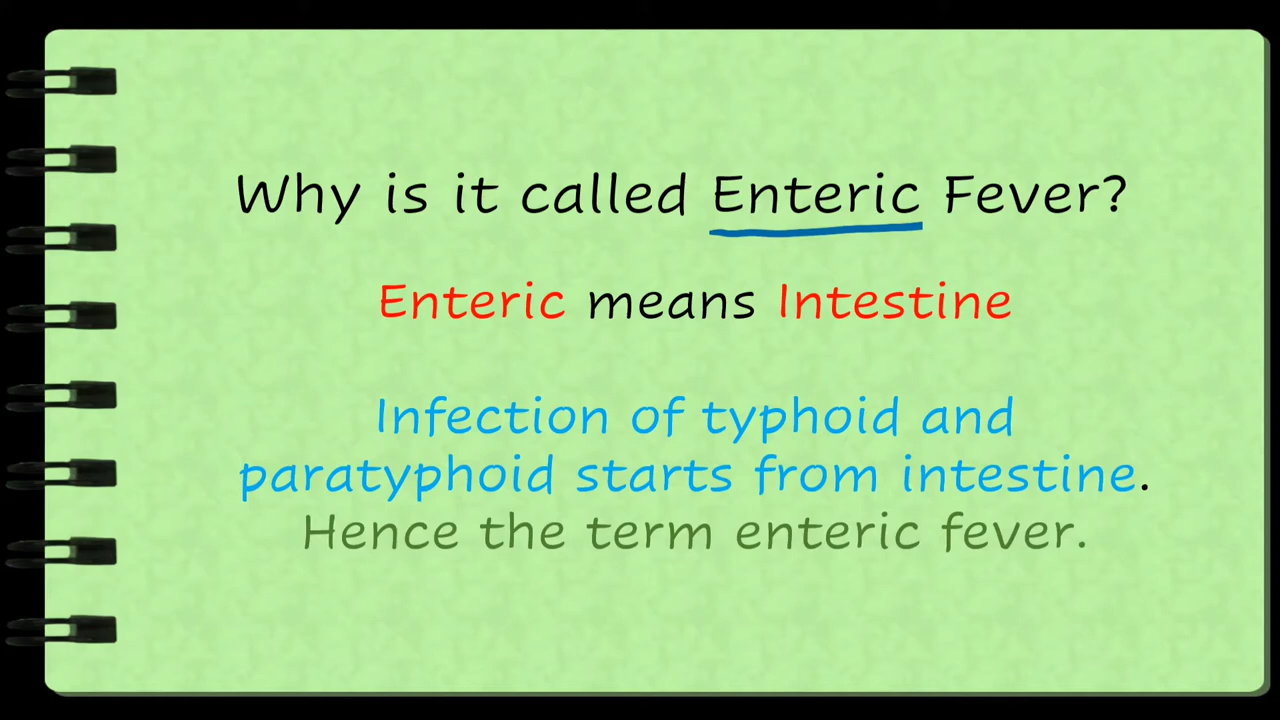 Why is it called Enteric Fever?
Enteric means Intestine
Infection of typhoid and
paratyphoid starts from intestine.
Hence the term enteric fever.